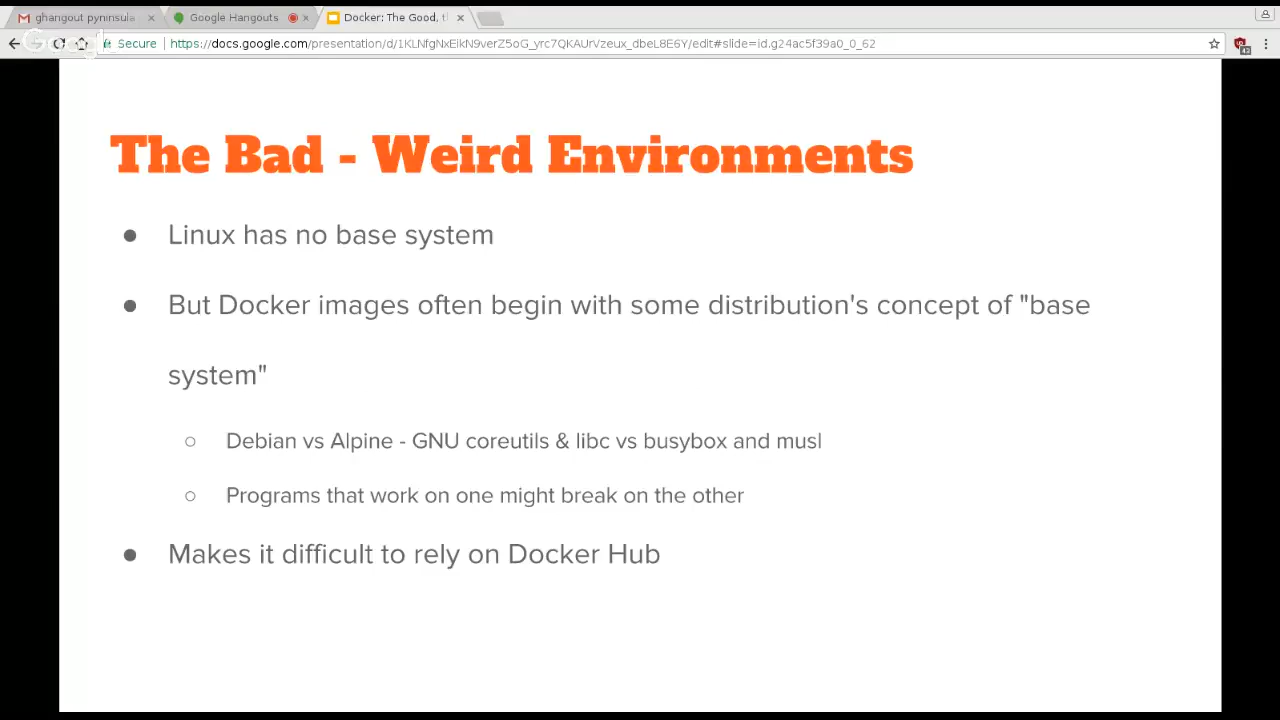 ghangout pyninsula
Google Hangouts
Docker: The Good, t
Secure
https://docs.google.com/presentation/d/1KLNfgNxEikN9verZ5oG_yrc7QKAUrVzeux_dbeL8E6Y/edit#slide=id.g24ac5f39a0_0_62
43
The Bad - Weird Environments
● Linux has no base system
● But Docker images often begin with some distribution's concept of "base
system"
○ Debian vs Alpine - GNU coreutils & libc vs busybox and musl
○ Programs that work on one might break on the other
● Makes it difficult to rely on Docker Hub